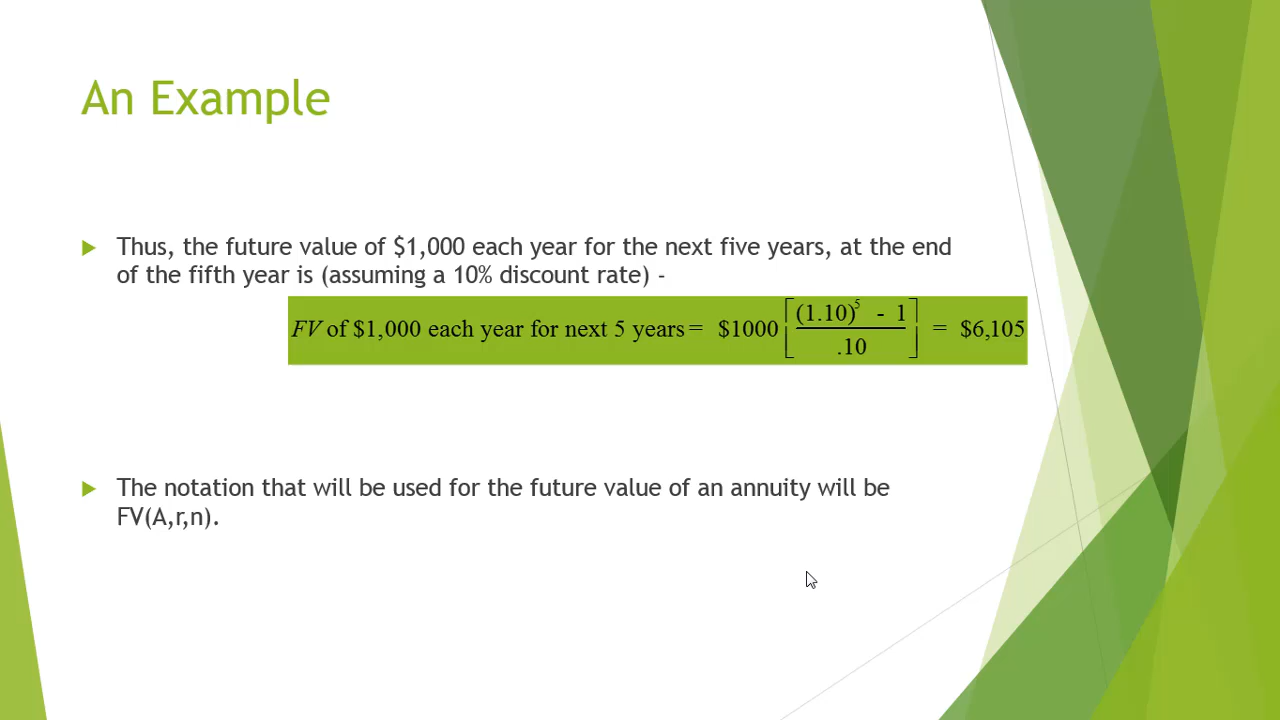 An Example
Thus, the future value of $1,000 each year for the next five years, at the end
of the fifth year is (assuming a 10% discount rate) -
FV of $1,000 each year for next 5 years = $1000 [ ((1.10)^5 - 1) / .10 ] = $6,105
The notation that will be used for the future value of an annuity will be
FV(A,r,n).